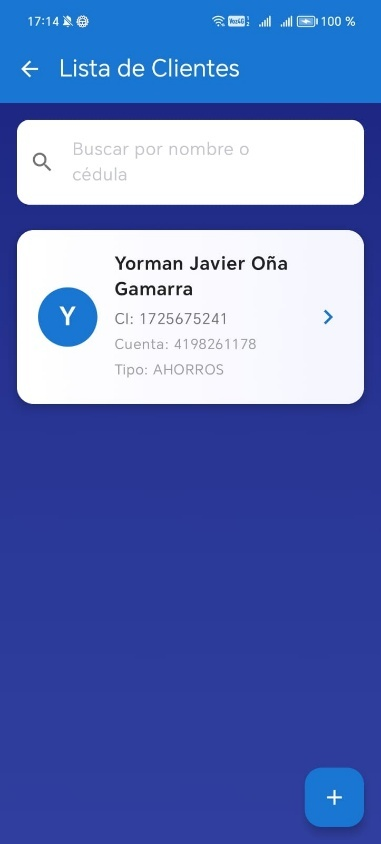 17:14
100 %
Lista de Clientes
Buscar por nombre o
cédula
Yorman Javier Oña
Gamarra
Y
CI: 1725675241
Cuenta: 4198261178
Tipo: AHORROS
+